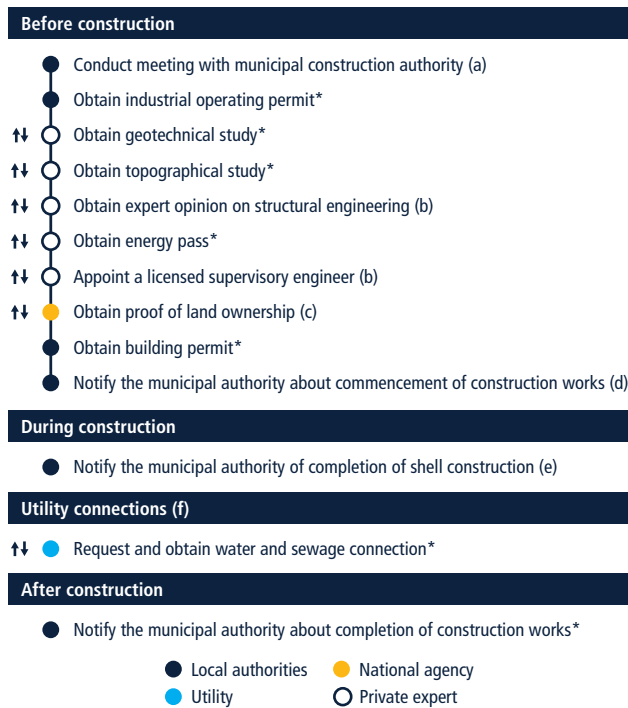 Before construction
Conduct meeting with municipal construction authority (a)
Obtain industrial operating permit*
Obtain geotechnical study*
Obtain topographical study*
Obtain expert opinion on structural engineering (b)
Obtain energy pass*
Appoint a licensed supervisory engineer (b)
Obtain proof of land ownership (c)
Obtain building permit*
Notify the municipal authority about commencement of construction works (d)
During construction
Notify the municipal authority of completion of shell construction (e)
Utility connections (f)
Request and obtain water and sewage connection*
After construction
Notify the municipal authority about completion of construction works*
Local authorities
National agency
Utility
Private expert